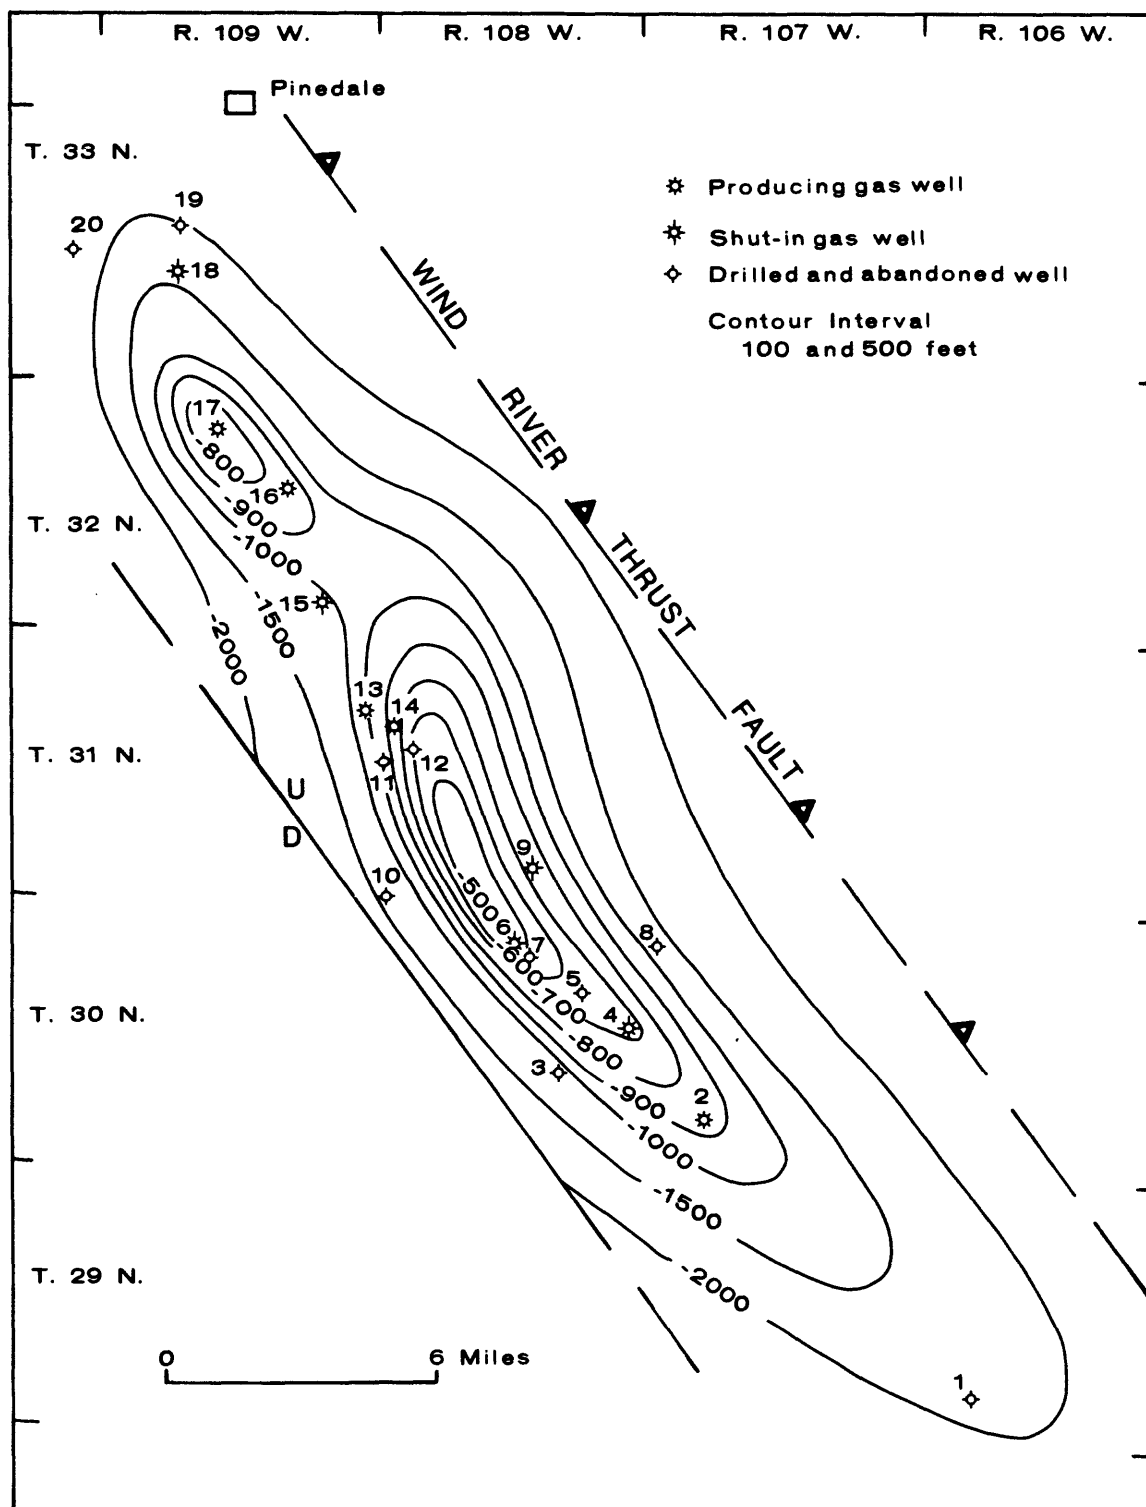 R. 109 W.
R. 108 W.
R. 107 W.
R. 106 W.
Pinedale
T. 33 N.
Producing gas well
Shut-in gas well
Drilled and abandoned well
Contour Interval
100 and 500 feet
19
20
18
WIND
RIVER
THRUST
FAULT
17
-800
16
-900
-1000
T. 32 N.
15
-1500
-2000
13
14
12
11
T. 31 N.
U
D
9
10
-500
6
7
8
-600
5
-700
4
T. 30 N.
-800
3
-900
2
-1000
-1500
-2000
T. 29 N.
0
6 Miles
1